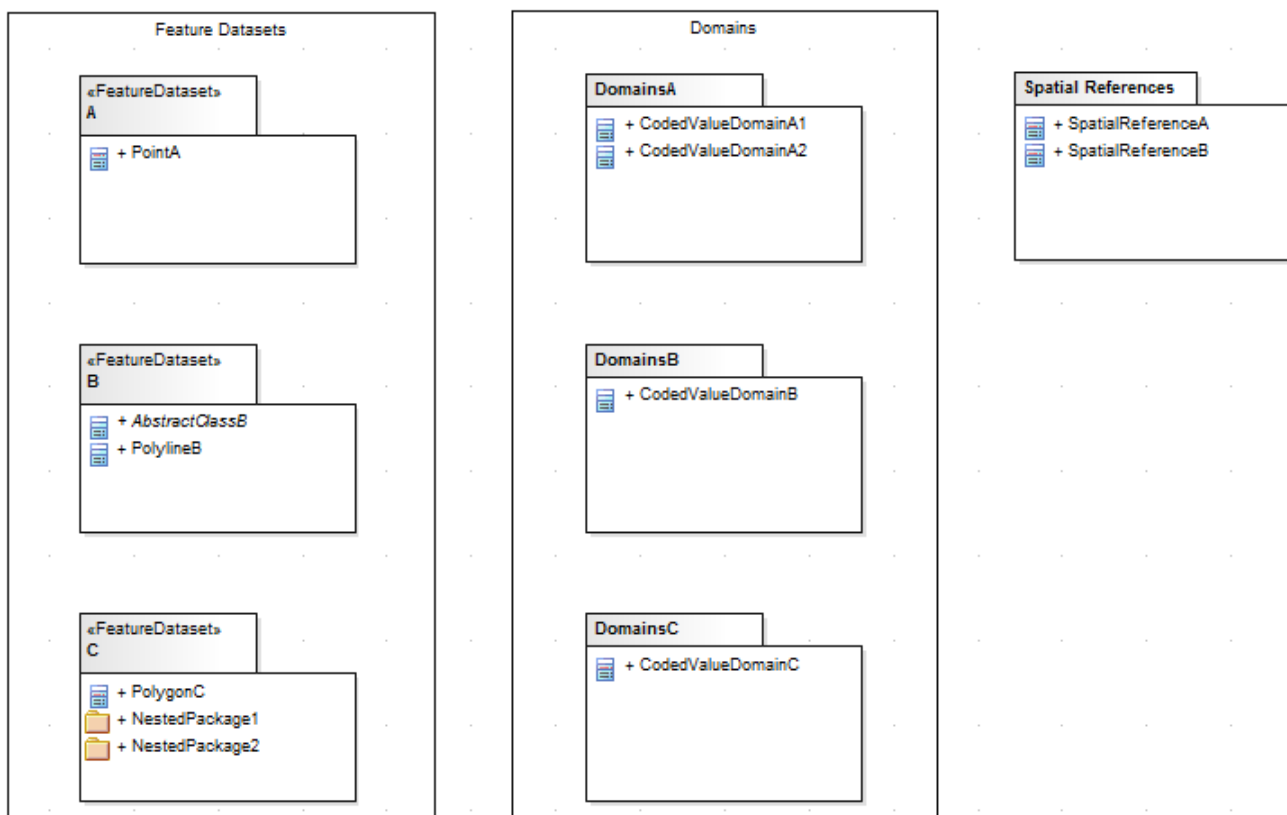 Feature Datasets
«FeatureDataset»
A
+ PointA
«FeatureDataset»
B
+ AbstractClassB
+ PolylineB
«FeatureDataset»
C
+ PolygonC
+ NestedPackage1
+ NestedPackage2
Domains
DomainsA
+ CodedValueDomainA1
+ CodedValueDomainA2
DomainsB
+ CodedValueDomainB
DomainsC
+ CodedValueDomainC
Spatial References
+ SpatialReferenceA
+ SpatialReferenceB